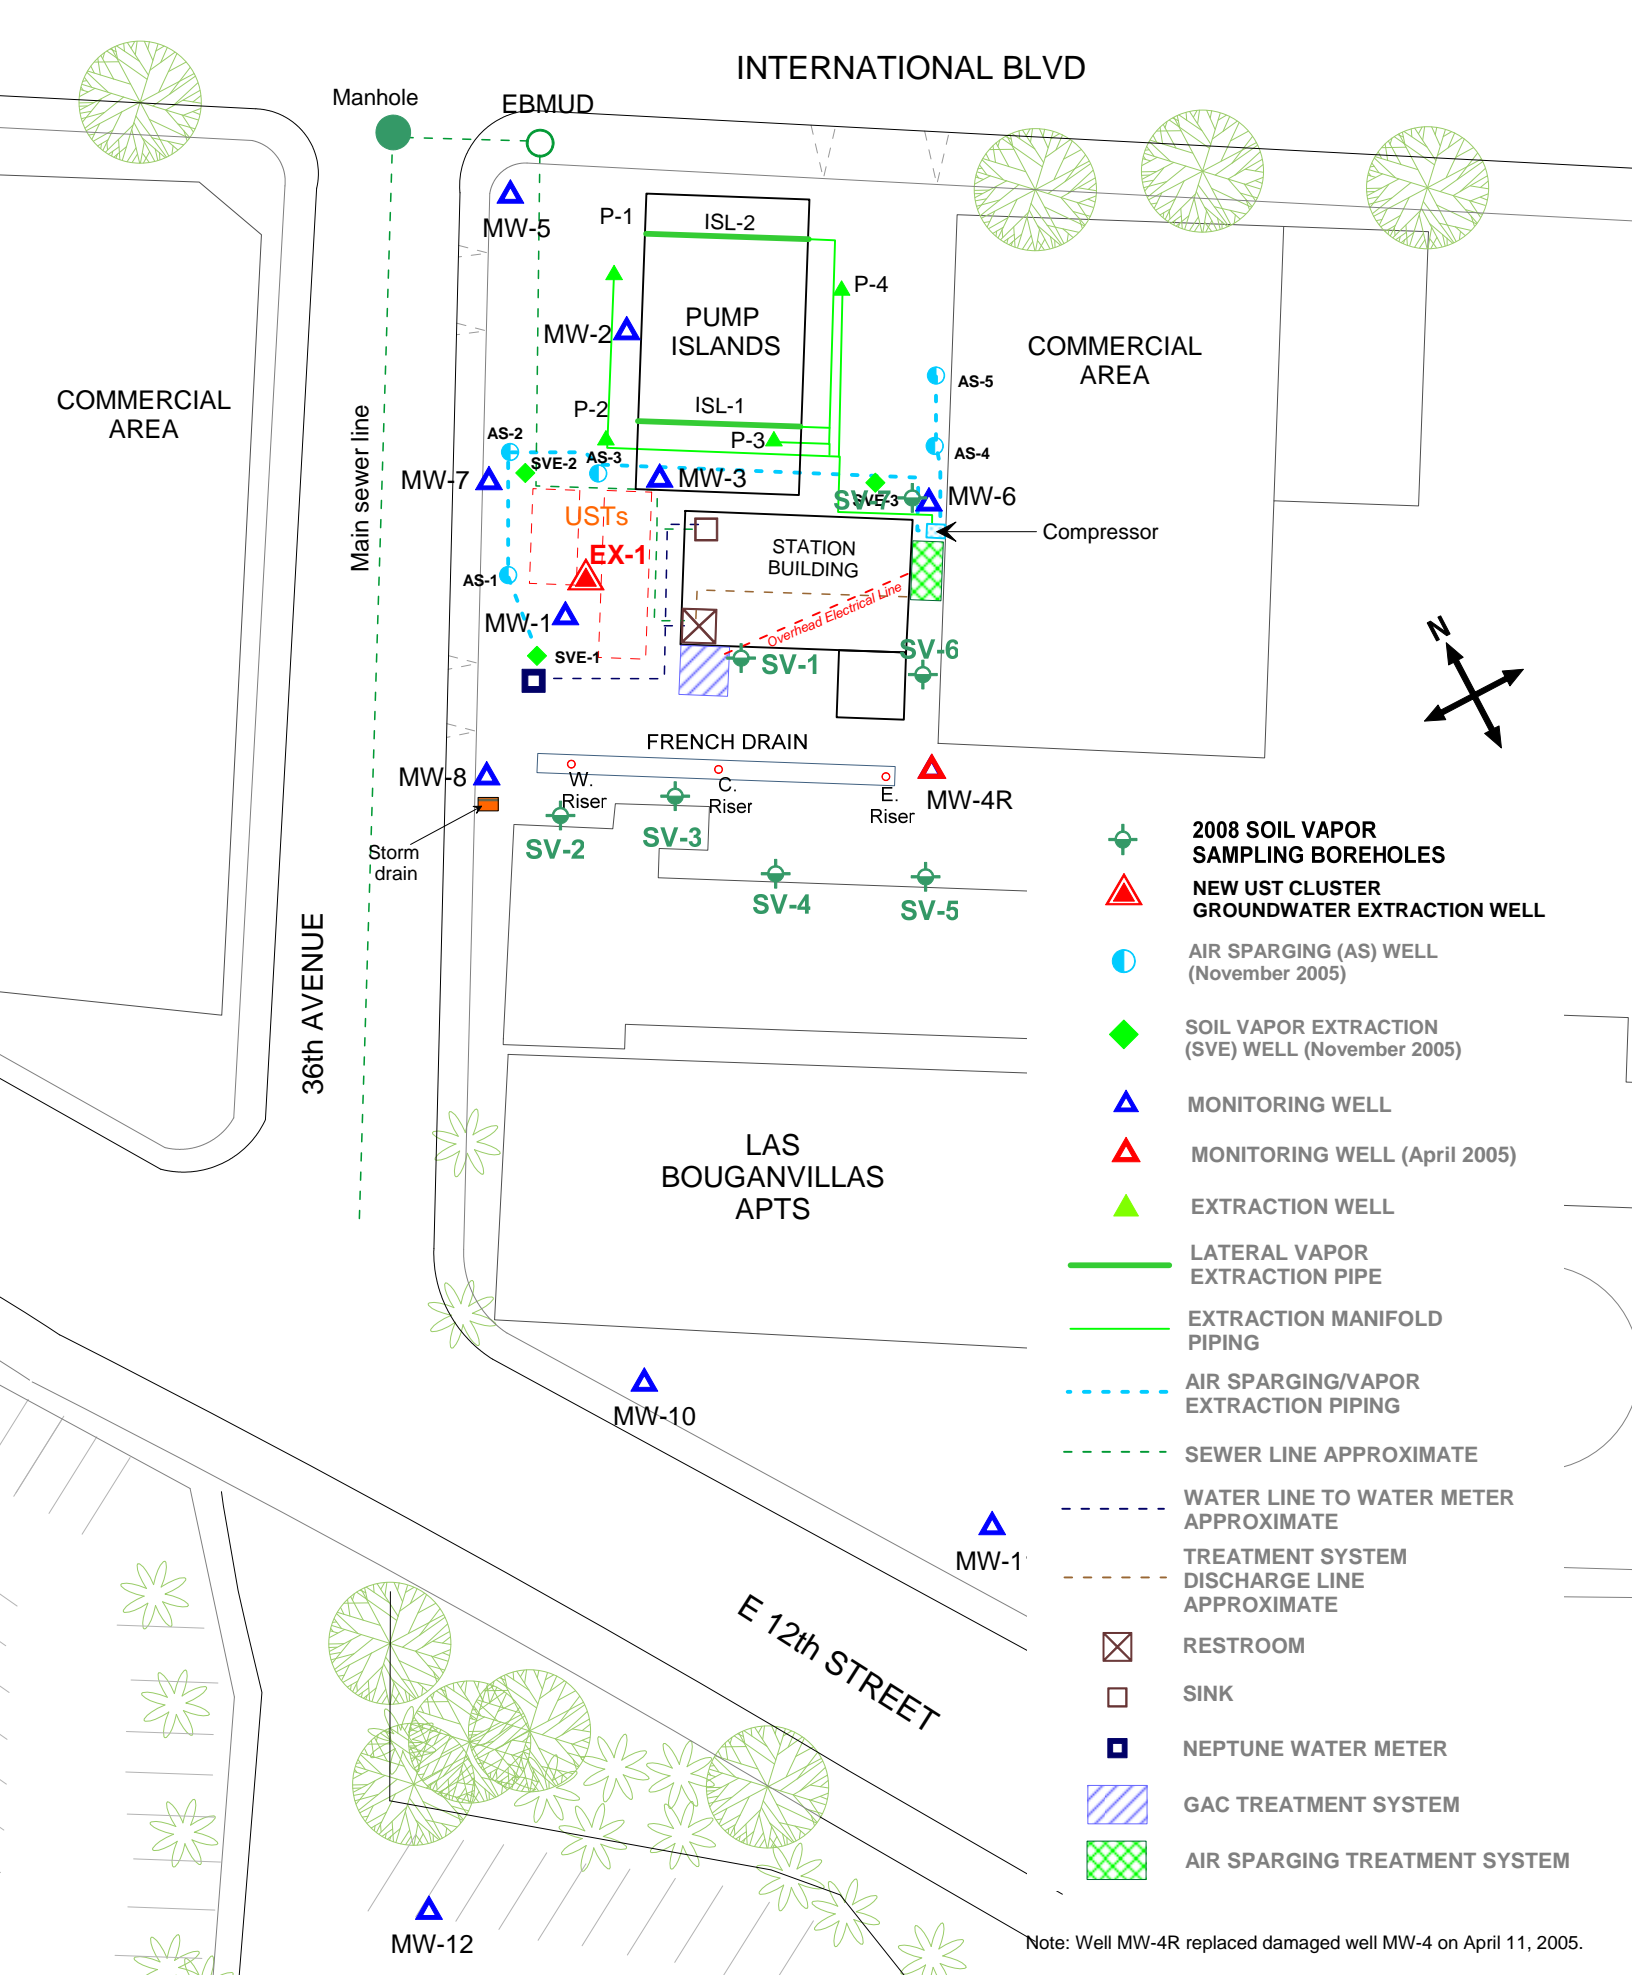 INTERNATIONAL BLVD
Manhole
EBMUD
MW-5
P-1
ISL-2
P-4
MW-2
PUMP
ISLANDS
COMMERCIAL
AREA
COMMERCIAL
AREA
AS-5
P-2
ISL-1
P-3
AS-2
AS-4
SVE-2
AS-3
MW-7
MW-3
SV-7
SVE-3
MW-6
Main sewer line
USTs
Compressor
STATION
BUILDING
EX-1
AS-1
MW-1
Overhead Electrical Line
SVE-1
SV-1
SV-6
N
FRENCH DRAIN
MW-8
W.
Riser
C.
Riser
E.
Riser
MW-4R
SV-2
SV-3
Storm
drain
SV-4
SV-5
36th AVENUE
LAS
BOUGANVILLAS
APTS
MW-10
MW-1
E 12th STREET
MW-12
2008 SOIL VAPOR
SAMPLING BOREHOLES
NEW UST CLUSTER
GROUNDWATER EXTRACTION WELL
AIR SPARGING (AS) WELL
(November 2005)
SOIL VAPOR EXTRACTION
(SVE) WELL (November 2005)
MONITORING WELL
MONITORING WELL (April 2005)
EXTRACTION WELL
LATERAL VAPOR
EXTRACTION PIPE
EXTRACTION MANIFOLD
PIPING
AIR SPARGING/VAPOR
EXTRACTION PIPING
SEWER LINE APPROXIMATE
WATER LINE TO WATER METER
APPROXIMATE
TREATMENT SYSTEM
DISCHARGE LINE
APPROXIMATE
RESTROOM
SINK
NEPTUNE WATER METER
GAC TREATMENT SYSTEM
AIR SPARGING TREATMENT SYSTEM
Note: Well MW-4R replaced damaged well MW-4 on April 11, 2005.